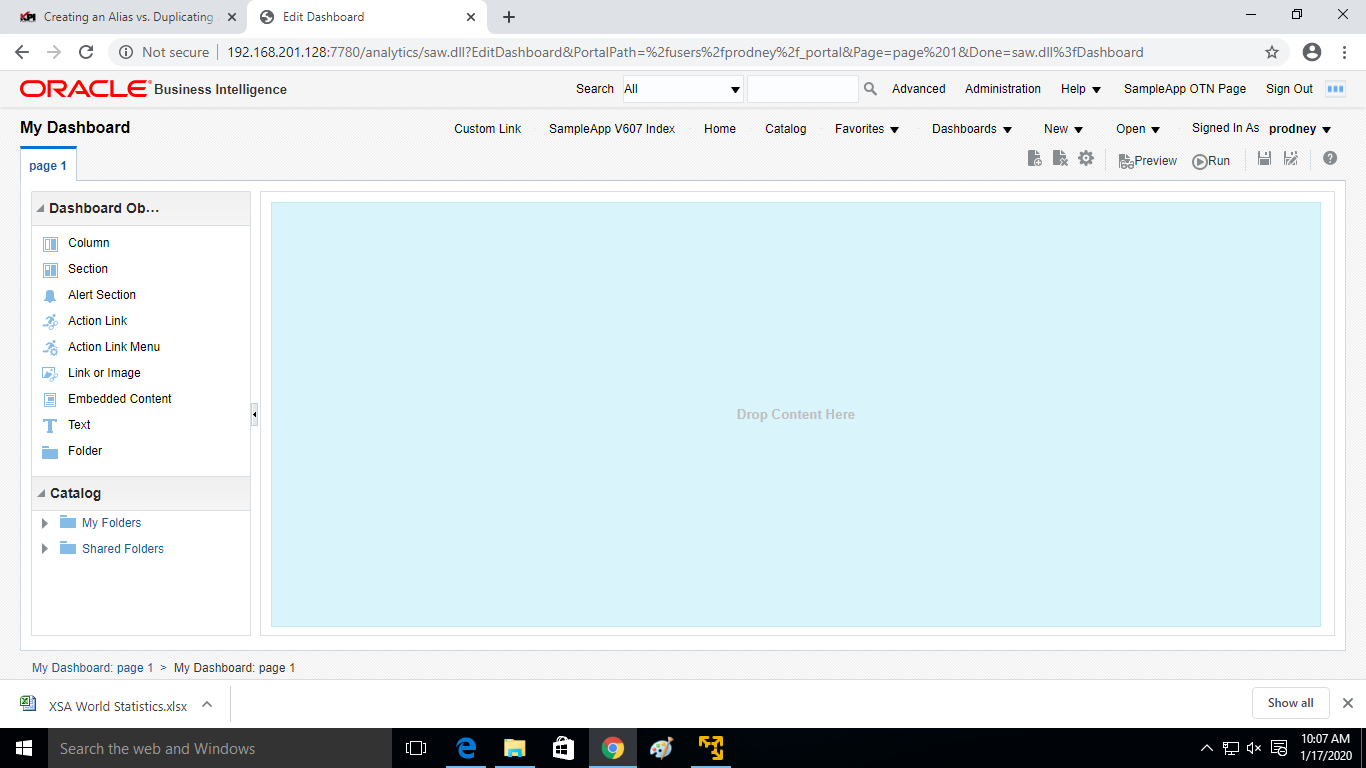 Creating an Alias vs. Duplicating
Edit Dashboard
Not secure
192.168.201.128:7780/analytics/saw.dll?EditDashboard&PortalPath=%2fusers%2fprodney%2f_portal&Page=page%201&Done=saw.dll%3fDashboard
ORACLE Business Intelligence
Search All Advanced Administration Help SampleApp OTN Page Sign Out
My Dashboard
Custom Link SampleApp V607 Index Home Catalog Favorites Dashboards New Open Signed In As prodney
page 1
Preview Run
Dashboard Ob...
Column
Section
Alert Section
Action Link
Action Link Menu
Link or Image
Embedded Content
Text
Folder
Catalog
My Folders
Shared Folders
Drop Content Here
My Dashboard: page 1 > My Dashboard: page 1
XSA World Statistics.xlsx
Show all
Search the web and Windows
10:07 AM
1/17/2020